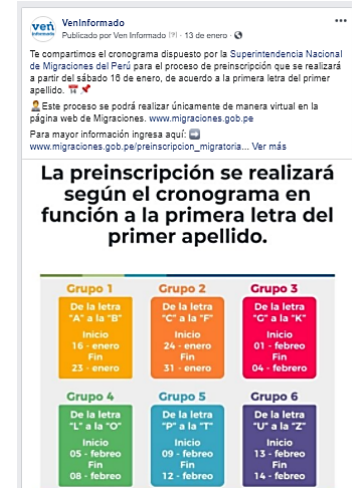 vení
Informado
VenInformado
Publicado por Ven Informado [?] · 13 de enero ·
Te compartimos el cronograma dispuesto por la Superintendencia Nacional
de Migraciones del Perú para el proceso de preinscripción que se realizará
a partir del sábado 16 de enero, de acuerdo a la primera letra del primer
apellido.
Este proceso se podrá realizar únicamente de manera virtual en la
página web de Migraciones. www.migraciones.gob.pe
Para mayor información ingresa aquí:
www.migraciones.gob.pe/preinscripcion_migratoria... Ver más
La preinscripción se realizará
según el cronograma en
función a la primera letra del
primer apellido.
Grupo 1
De la letra
"A" a la "B"
Inicio
16 - enero
Fin
23 - enero
Grupo 2
De la letra
"C" a la "F"
Inicio
24 - enero
Fin
31 - enero
Grupo 3
De la letra
"G" a la "K"
Inicio
01 - febrero
Fin
04 - febrero
Grupo 4
De la letra
"L" a la "O"
Inicio
05 - febreo
Fin
08 - febreo
Grupo 5
De la letra
"P" a la "T"
Inicio
09 - febreo
Fin
12 - febreo
Grupo 6
De la letra
"U" a la "Z"
Inicio
13 - febreo
Fin
14 - febreo